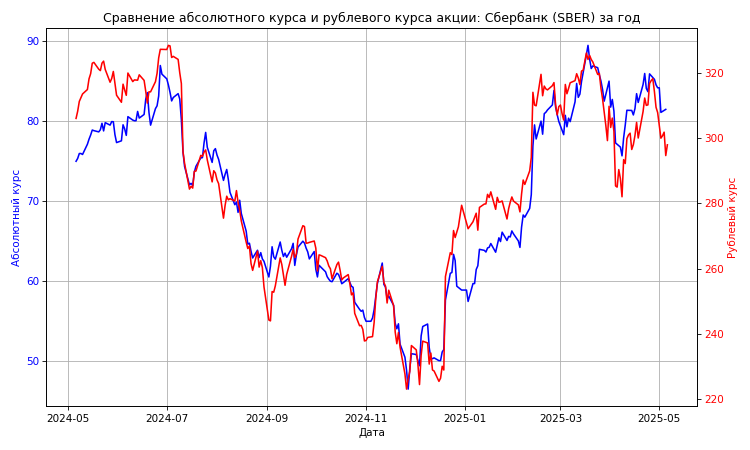 Сравнение абсолютного курса и рублевого курса акции: Сбербанк (SBER) за год
90
80
70
60
50
Абсолютный курс
320
300
280
260
240
220
Рублевый курс
2024-05 2024-07 2024-09 2024-11 2025-01 2025-03 2025-05
Дата